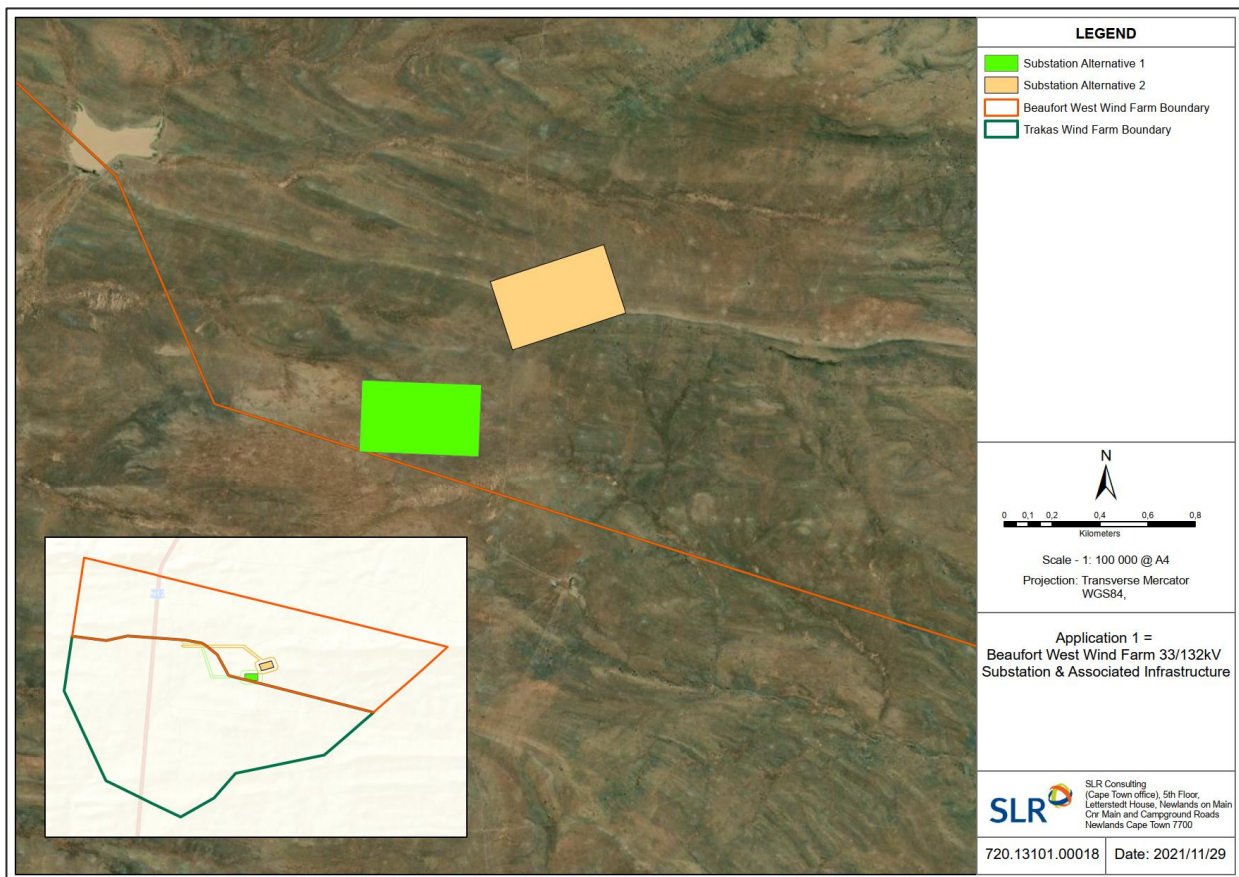 LEGEND
Substation Alternative 1
Substation Alternative 2
Beaufort West Wind Farm Boundary
Trakas Wind Farm Boundary
N
0 0,1 0,2 0,4 0,6 0,8
Kilometers
Scale - 1: 100 000 @ A4
Projection: Transverse Mercator
WGS84,
Application 1 =
Beaufort West Wind Farm 33/132kV
Substation & Associated Infrastructure
SLR
SLR Consulting
(Cape Town office), 5th Floor,
Letterstedt House, Newlands on Main
Cnr Main and Campground Roads
Newlands Cape Town 7700
720.13101.00018
Date: 2021/11/29